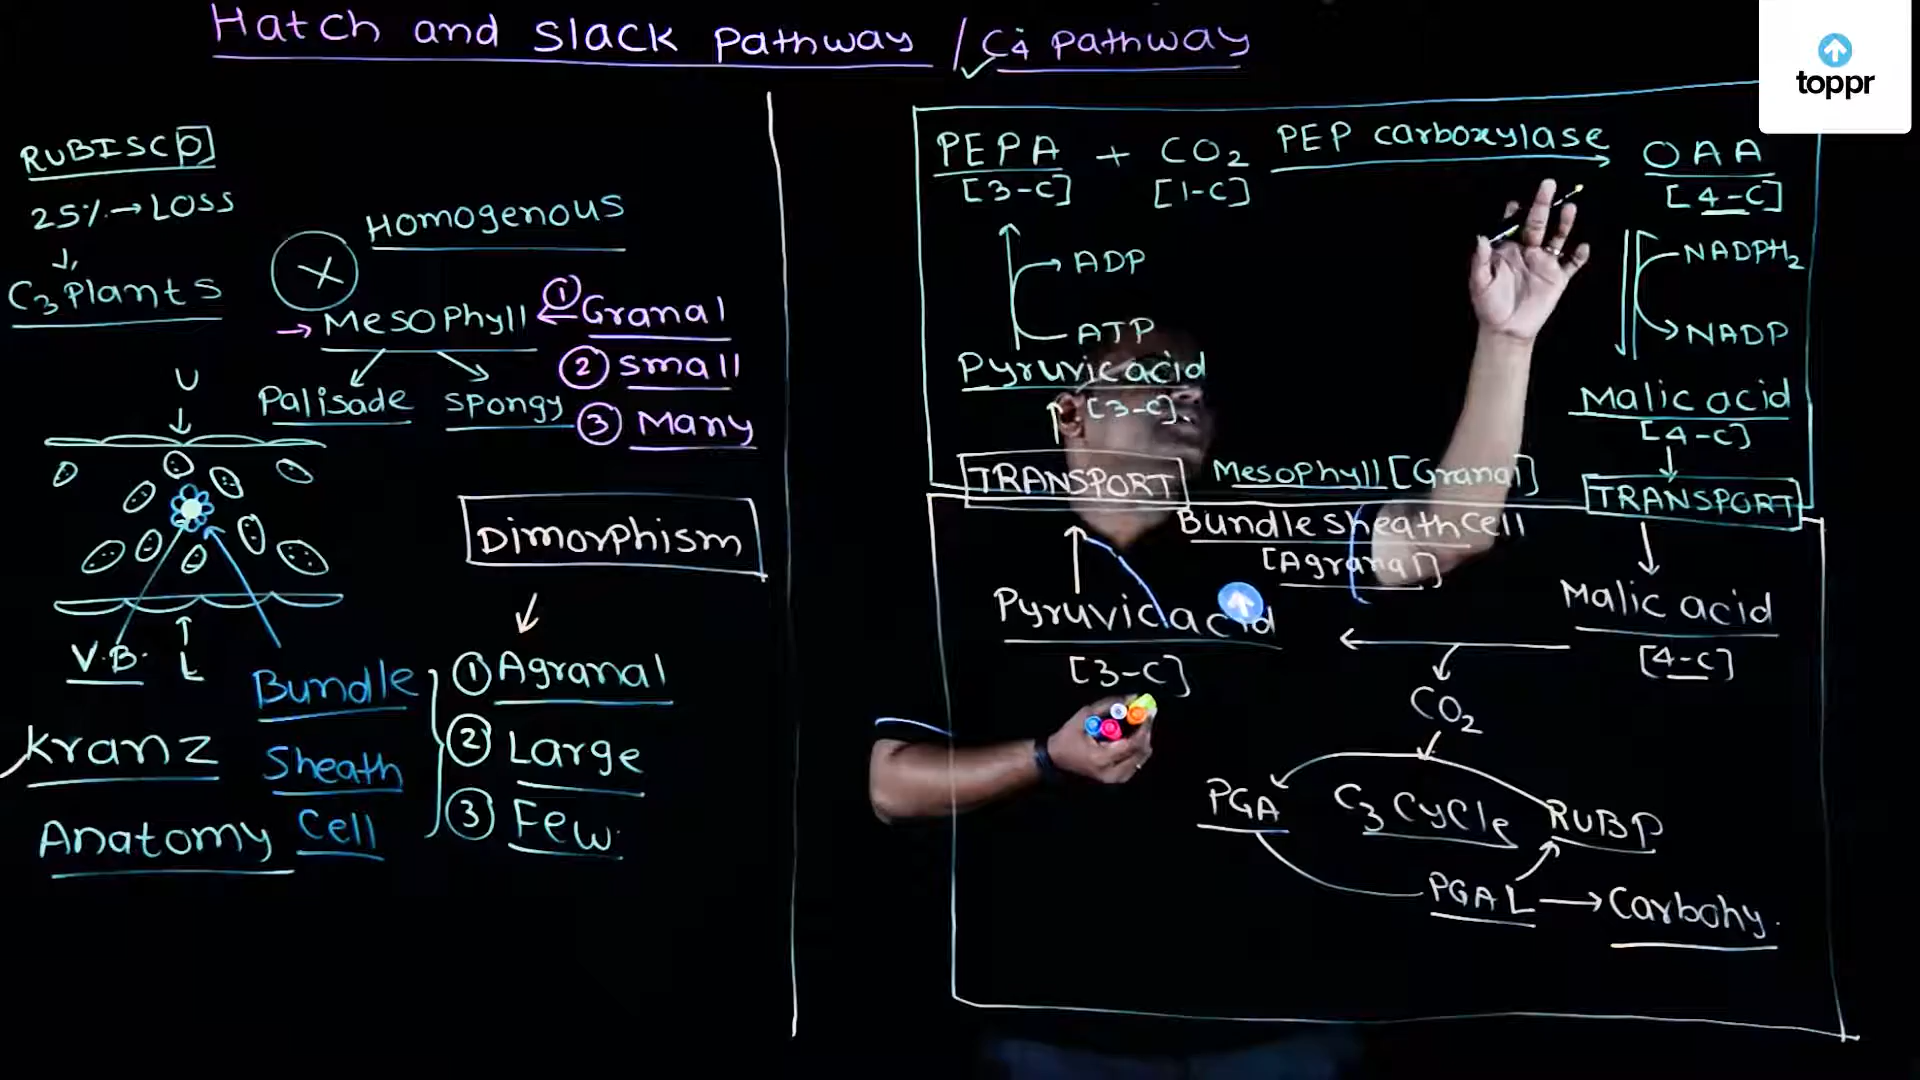 Hatch and Slack pathway / C4 pathway
toppr
RUBISCO
25% → LOSS
C3 Plants
Homogenous
X
→ Mesophyll
Palisade
Spongy
① Granal
② Small
③ Many
U
V.B.
L
Bundle
Sheath
Cell
Kranz
Anatomy
Dimorphism
① Agranal
② Large
③ Few.
PEPA + CO2 PEP carboxylase OAA
[3-C] [1-C] [4-C]
ADP
ATP
NADPH2
NADP
Pyruvic acid
[3-C]
Malic acid
[4-C]
TRANSPORT
Mesophyll [Granal]
TRANSPORT
Bundle Sheath Cell
[Agranal]
Pyruvic acid
[3-C]
Malic acid
[4-C]
CO2
PGA
C3 Cycle
RUBP
PGAL → Carbohy.